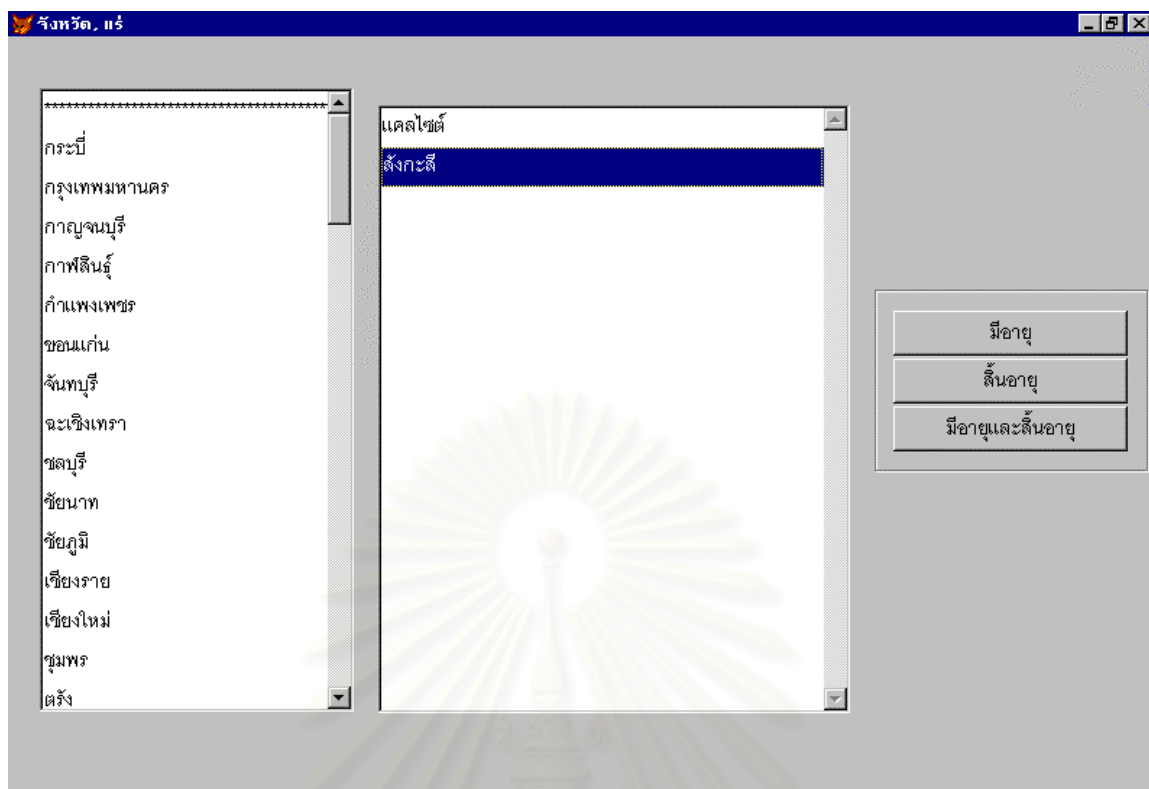 จังหวัด, แร่
****************************************
กระบี่
กรุงเทพมหานคร
กาญจนบุรี
กาฬสินธุ์
กำแพงเพชร
ขอนแก่น
จันทบุรี
ฉะเชิงเทรา
ชลบุรี
ชัยนาท
ชัยภูมิ
เชียงราย
เชียงใหม่
ชุมพร
ตรัง
แคลไซต์
สังกะสี
มีอายุ
สิ้นอายุ
มีอายุและสิ้นอายุ